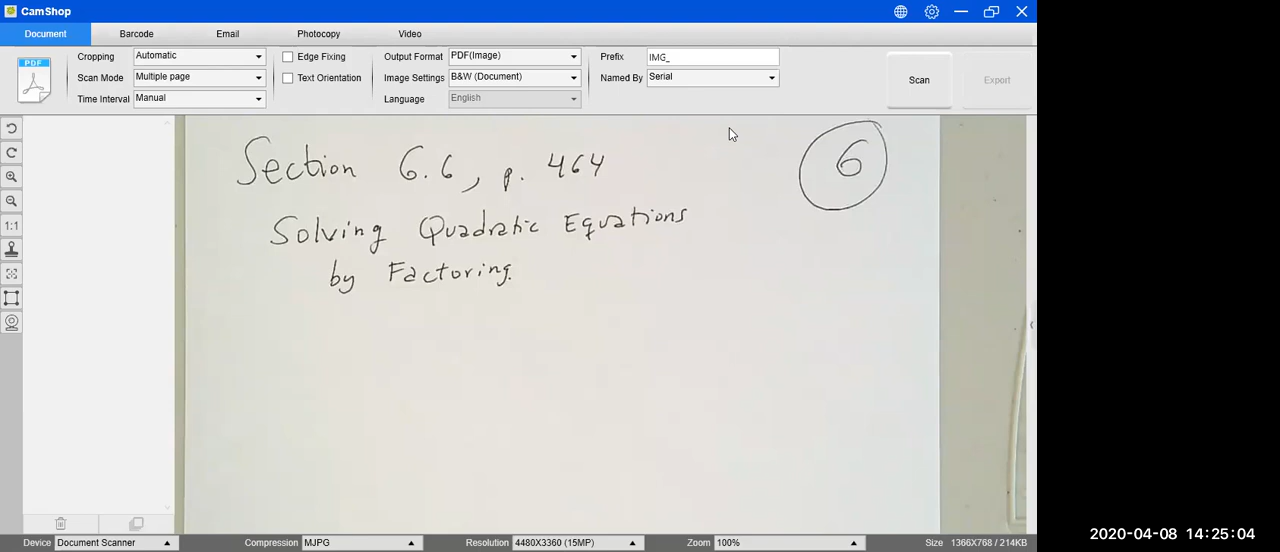 CamShop
Document Barcode Email Photocopy Video
Cropping Automatic Edge Fixing Output Format PDF(Image) Prefix IMG_
PDF Scan Mode Multiple page Text Orientation Image Settings B&W (Document) Named By Serial Scan Export
Time Interval Manual Language English
1:1
Section 6.6, p. 464
6
Solving Quadratic Equations
by Factoring.
Device Document Scanner Compression MJPG Resolution 4480X3360 (15MP) Zoom 100% Size 1366X768 / 214KB
2020-04-08 14:25:04